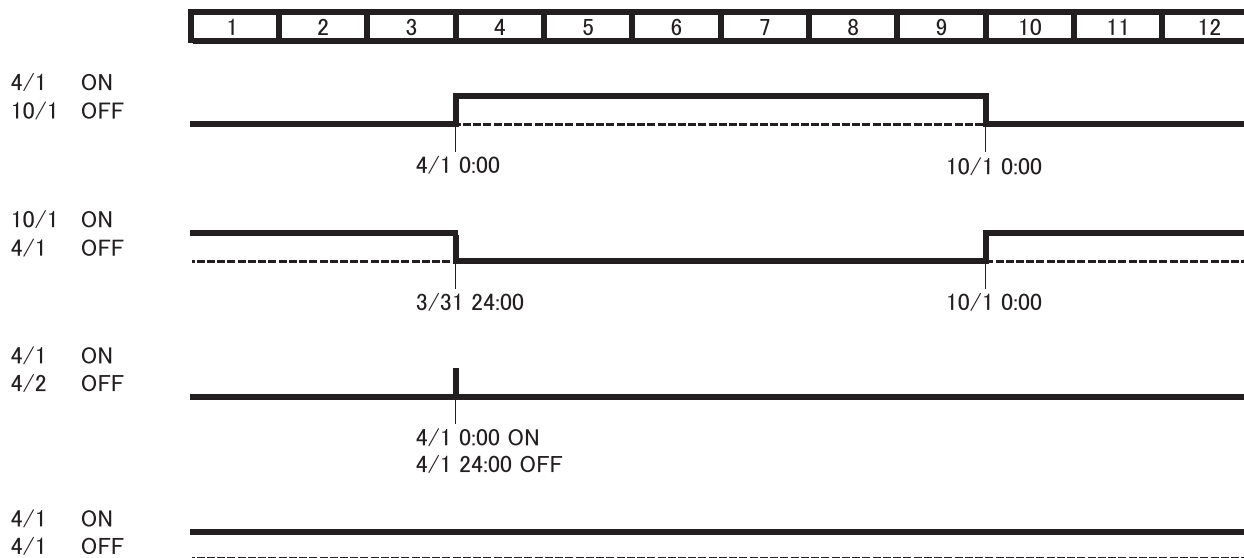 1 2 3 4 5 6 7 8 9 10 11 12
4/1 ON
10/1 OFF
4/1 0:00 10/1 0:00
10/1 ON
4/1 OFF
3/31 24:00 10/1 0:00
4/1 ON
4/2 OFF
4/1 0:00 ON
4/1 24:00 OFF
4/1 ON
4/1 OFF